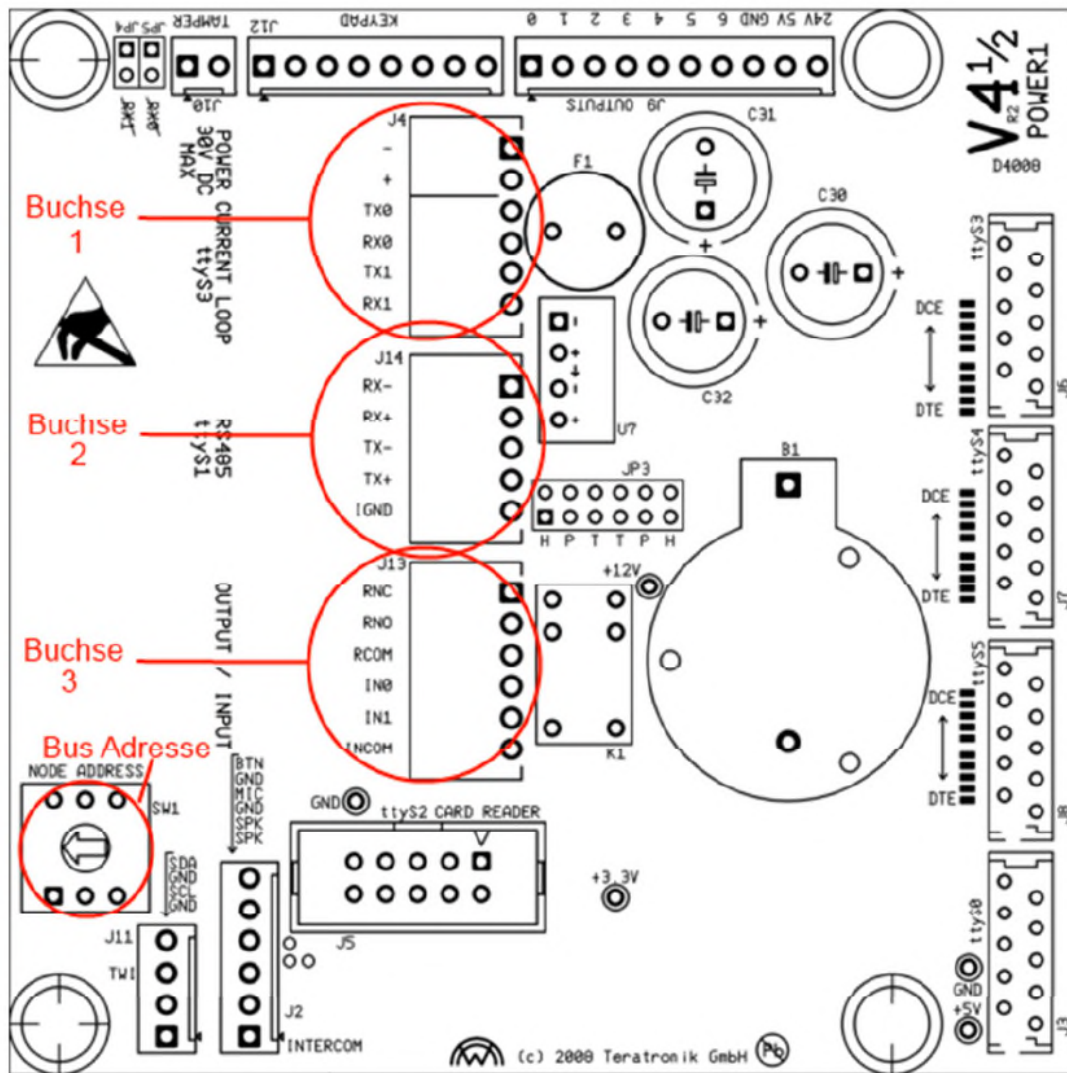 JP4
JP5
TAMPER
J12
KEYPAD
0 1 2 3 4 5 6 GND 5V 24V
JRX1
JRX0
J10
J9 OUTPUTS
V4½
R2
POWER1
D4008
J4
-
+
TX0
RX0
TX1
RX1
Buchse
1
POWER CURRENT LOOP
30V DC ttyS3
MAX
F1
C31
C30
C32
- + - +
U7
ttyS3
DCE
DTE
J6
Buchse
2
RS485
ttyS1
J14
RX-
RX+
TX-
TX+
IGND
JP3
H P T T P H
B1
ttyS4
DCE
DTE
J7
Buchse
3
OUTPUT / INPUT
J13
RNC
RNO
RCOM
IN0
IN1
INCOM
+12V
K1
ttyS5
DCE
DTE
J8
Bus Adresse
NODE ADDRESS
SW1
BTN
GND
MIC
GND
SPK
SPK
GND
ttyS2 CARD READER
J5
+3.3V
SDA
GND
SCL
GND
J11
TWI
J2
INTERCOM
ttyS0
GND
+5V
J3
(c) 2008 Teratronik GmbH
Pb